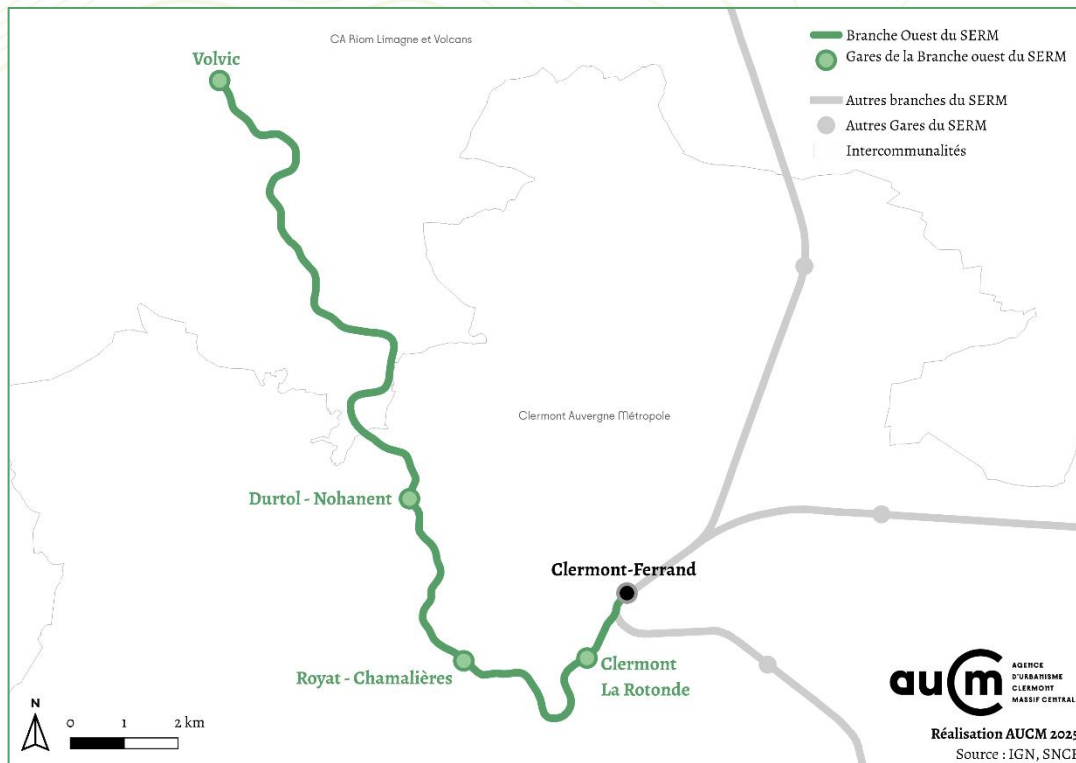 CA Riom Limagne et Volcans
Volvic
Branche Ouest du SERM
Gares de la Branche ouest du SERM
Autres branches du SERM
Autres Gares du SERM
Intercommunalités
Clermont Auvergne Métropole
Durtol - Nohanent
Clermont-Ferrand
Royat - Chamalières
Clermont
La Rotonde
N
0 1 2 km
aucm
AGENCE
D'URBANISME
CLERMONT
MASSIF CENTRAL
Réalisation AUCM 2025
Source : IGN, SNCF